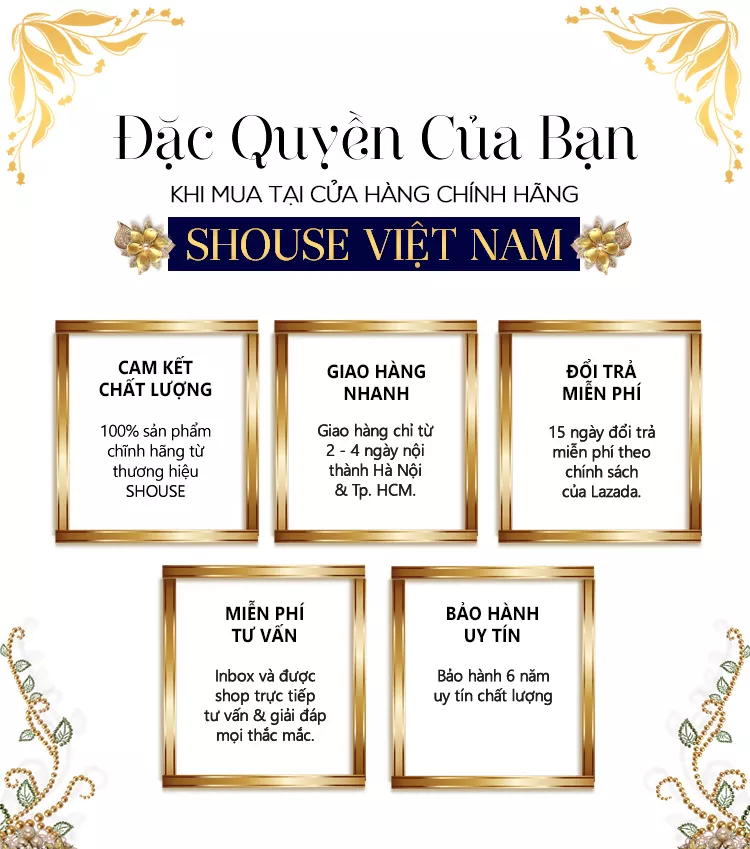 Đặc Quyền Của Bạn
KHI MUA TẠI CỬA HÀNG CHÍNH HÃNG
SHOUSE VIỆT NAM
CAM KẾT
CHẤT LƯỢNG
100% sản phẩm
chĩnh hãng từ
thương hiệu
SHOUSE
GIAO HÀNG
NHANH
Giao hàng chỉ từ
2 - 4 ngày nội
thành Hà Nội
& Tp. HCM.
ĐỔI TRẢ
MIỄN PHÍ
15 ngày đổi trả
miễn phí theo
chính sách
của Lazada.
MIỄN PHÍ
TƯ VẤN
Inbox và được
shop trực tiếp
tư vấn & giải đáp
mọi thắc mắc.
BẢO HÀNH
UY TÍN
Bảo hành 6 năm
uy tín chất lượng